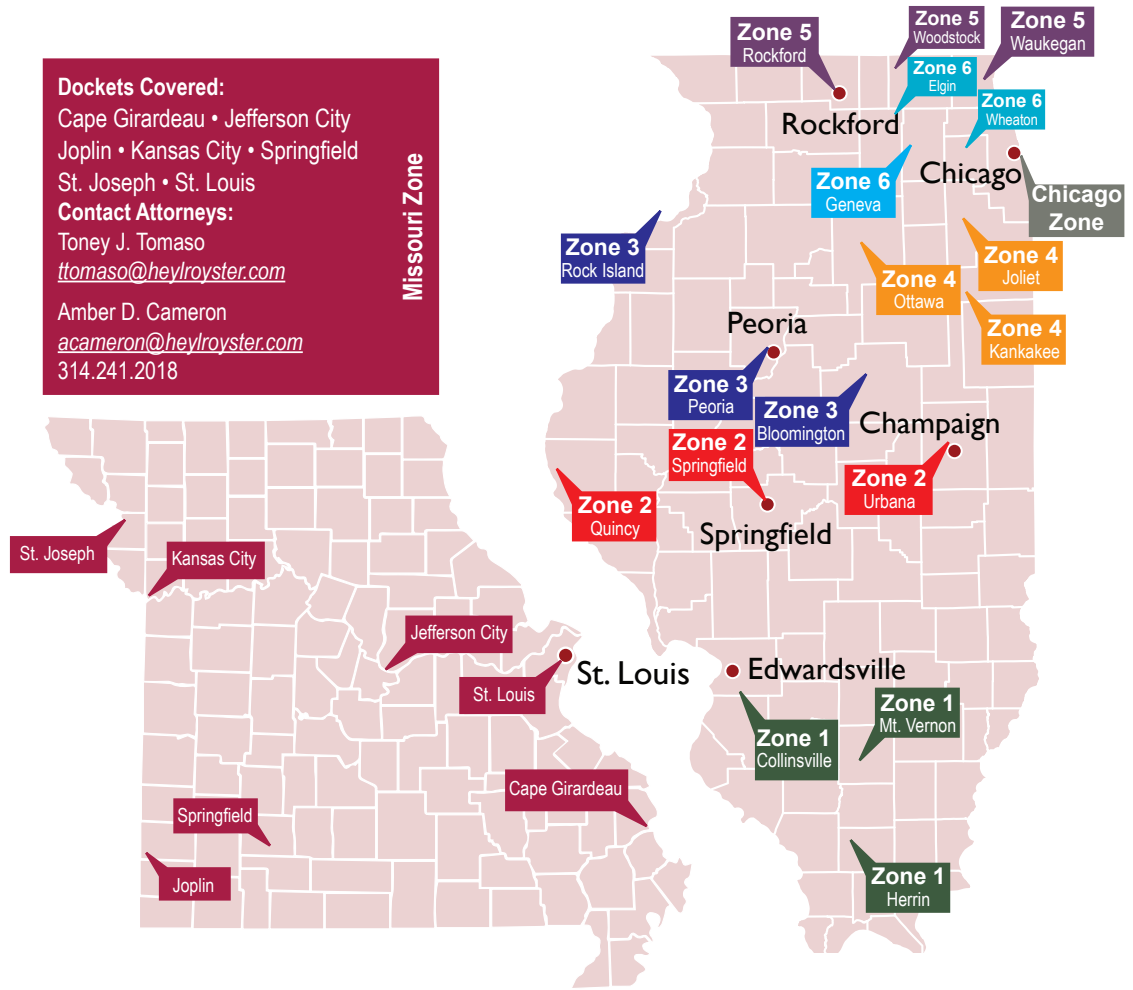 Dockets Covered:
Cape Girardeau • Jefferson City
Joplin • Kansas City • Springfield
St. Joseph • St. Louis
Contact Attorneys:
Toney J. Tomaso
ttomaso@heylroyster.com
Amber D. Cameron
acameron@heylroyster.com
314.241.2018
Missouri Zone
Zone 5
Rockford
Zone 5
Woodstock
Zone 5
Waukegan
Zone 6
Elgin
Zone 6
Wheaton
Rockford
Chicago
Zone 6
Geneva
Chicago
Zone
Zone 3
Rock Island
Zone 4
Joliet
Zone 4
Ottawa
Zone 4
Kankakee
Peoria
Zone 3
Peoria
Zone 3
Bloomington
Champaign
Zone 2
Springfield
Zone 2
Urbana
Zone 2
Quincy
Springfield
St. Joseph
Kansas City
Jefferson City
St. Louis
St. Louis
Edwardsville
Zone 1
Mt. Vernon
Zone 1
Collinsville
Cape Girardeau
Springfield
Joplin
Zone 1
Herrin